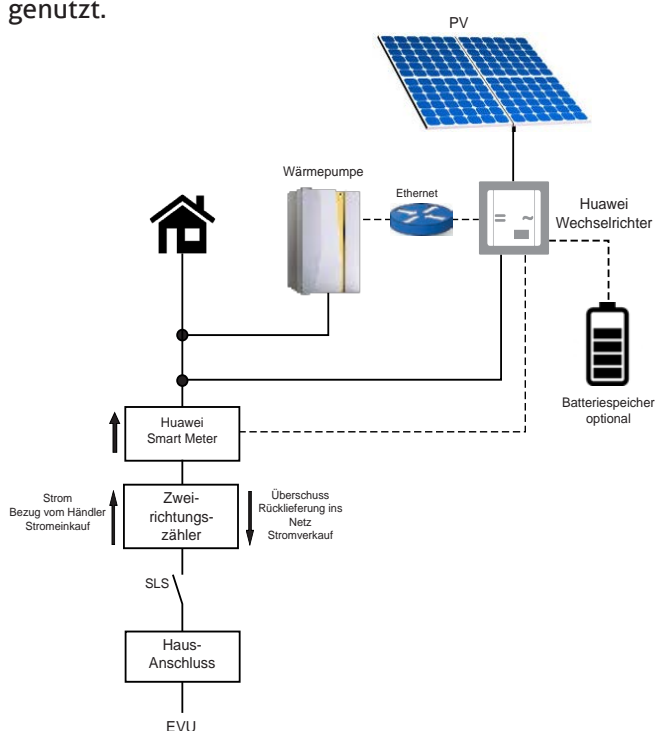 genutzt.
PV
Wärmepumpe
Ethernet
Huawei
Wechselrichter
Batteriespeicher
optional
Huawei
Smart Meter
Strom
Bezug vom Händler
Stromeinkauf
Zwei-
richtungs-
zähler
Überschuss
Rücklieferung ins
Netz
Stromverkauf
SLS
Haus-
Anschluss
EVU